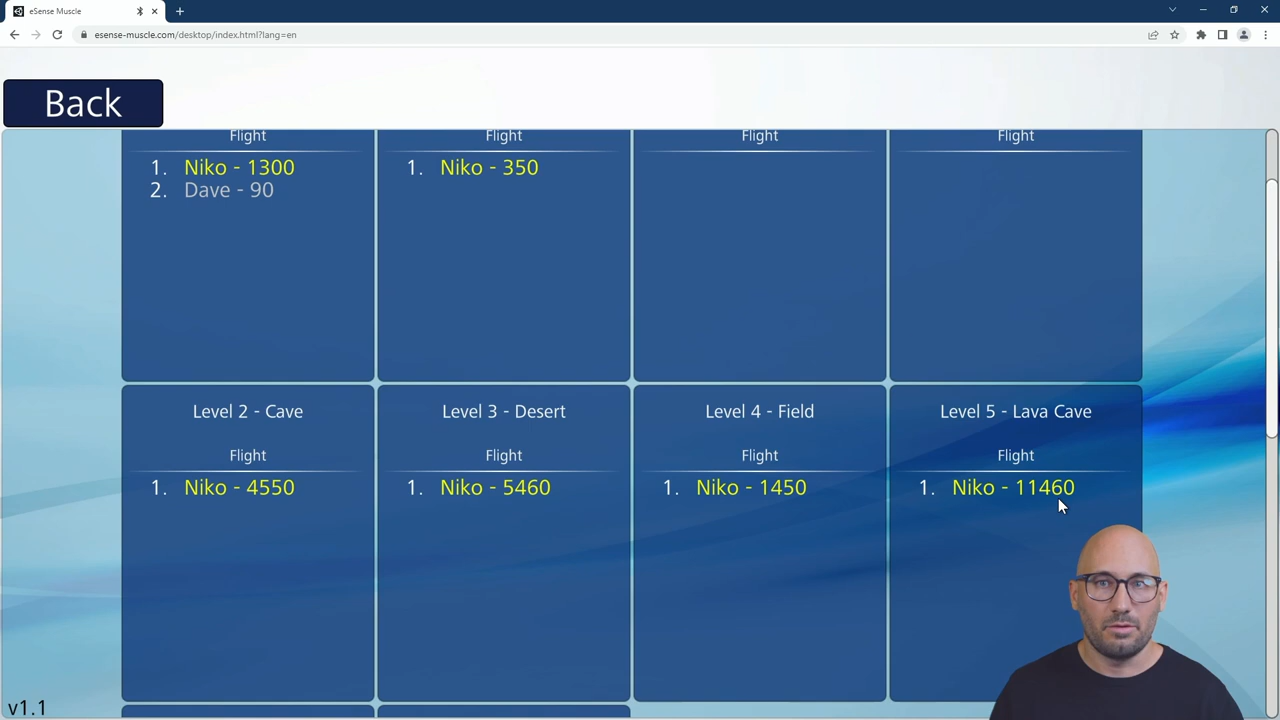 eSense Muscle
esense-muscle.com/desktop/index.html?lang=en
Back
Flight
1. Niko - 1300
2. Dave - 90
Flight
1. Niko - 350
Flight
Flight
Level 2 - Cave
Flight
1. Niko - 4550
Level 3 - Desert
Flight
1. Niko - 5460
Level 4 - Field
Flight
1. Niko - 1450
Level 5 - Lava Cave
Flight
1. Niko - 11460
v1.1